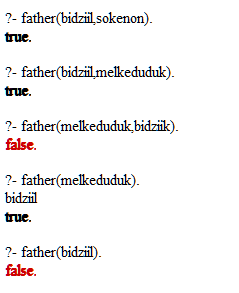 ?- father(bidziil,sokenon).
true.
?- father(bidziil,melkeduduk).
true.
?- father(melkeduduk,bidziik).
false.
?- father(melkeduduk).
bidziil
true.
?- father(bidziil).
false.